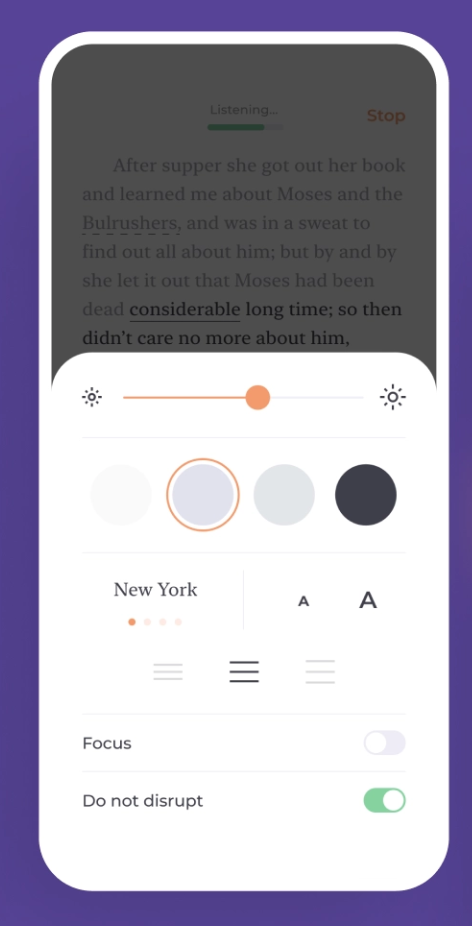 Listening...
Stop
After supper she got out her book
and learned me about Moses and the
Bulrushers, and was in a sweat to
find out all about him; but by and by
she let it out that Moses had been
dead considerable long time; so then
didn’t care no more about him,
New York
A A
Focus
Do not disrupt